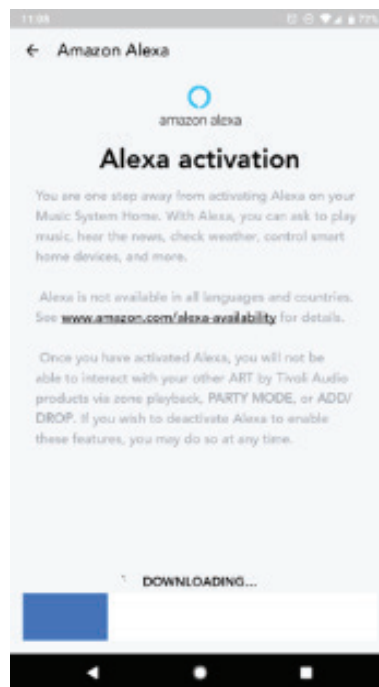 11:08
77%
← Amazon Alexa
amazon alexa
Alexa activation
You are one step away from activating Alexa on your
Music System Home. With Alexa, you can ask to play
music, hear the news, check weather, control smart
home devices, and more.
Alexa is not available in all languages and countries.
See www.amazon.com/alexa-availability for details.
Once you have activated Alexa, you will not be
able to interact with your other ART by Tivoli Audio
products via zone playback, PARTY MODE, or ADD/
DROP. If you wish to deactivate Alexa to enable
these features, you may do so at any time.
DOWNLOADING...